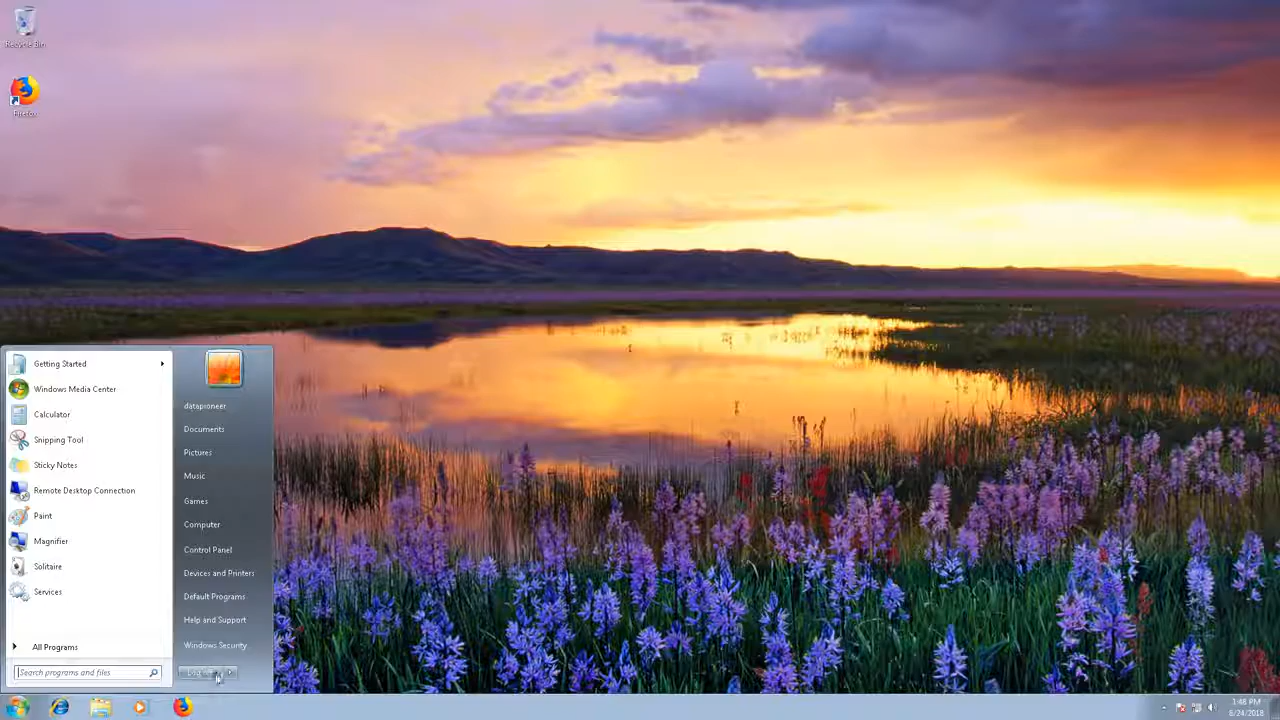 Recycle Bin
Firefox
Getting Started
Windows Media Center
Calculator
Snipping Tool
Sticky Notes
Remote Desktop Connection
Paint
Magnifier
Solitaire
Services
All Programs
Search programs and files
datapioneer
Documents
Pictures
Music
Games
Computer
Control Panel
Devices and Printers
Default Programs
Help and Support
Windows Security
1:48 PM
6/24/2018